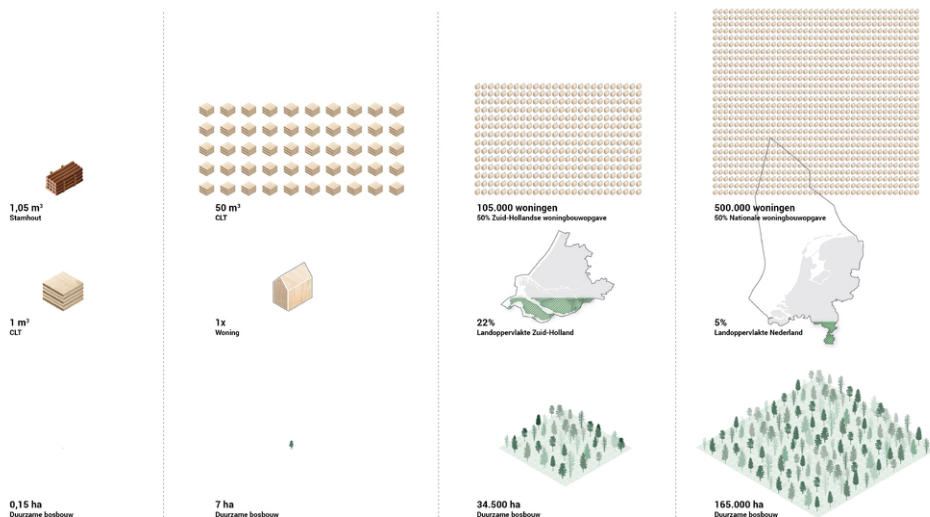 1,05 m³
Stamhout
50 m³
CLT
105.000 woningen
50% Zuid-Hollandse woningbouwopgave
500.000 woningen
50% Nationale woningbouwopgave
1 m³
CLT
1x
Woning
22%
Landoppervlakte Zuid-Holland
5%
Landoppervlakte Nederland
0,15 ha
Duurzame bosbouw
7 ha
Duurzame bosbouw
34.500 ha
Duurzame bosbouw
165.000 ha
Duurzame bosbouw